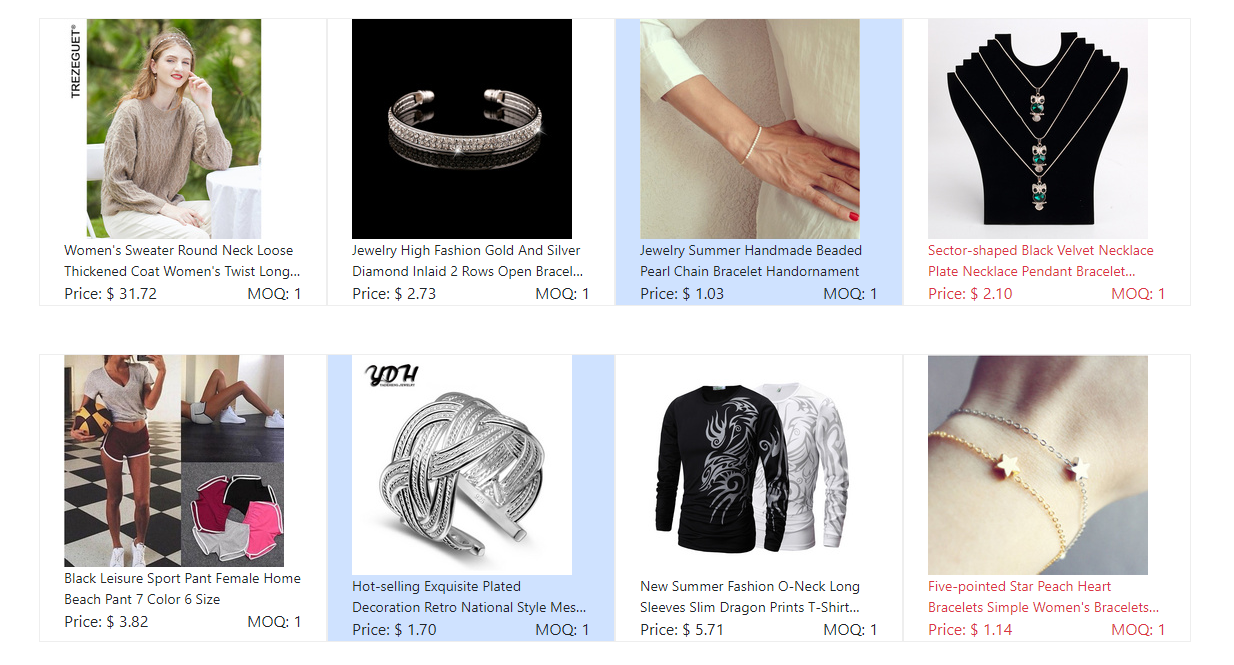 TREZEGUET®
Women's Sweater Round Neck Loose
Thickened Coat Women's Twist Long...
Price: $ 31.72 MOQ: 1
Jewelry High Fashion Gold And Silver
Diamond Inlaid 2 Rows Open Bracel...
Price: $ 2.73 MOQ: 1
Jewelry Summer Handmade Beaded
Pearl Chain Bracelet Handornament
Price: $ 1.03 MOQ: 1
Sector-shaped Black Velvet Necklace
Plate Necklace Pendant Bracelet...
Price: $ 2.10 MOQ: 1
Black Leisure Sport Pant Female Home
Beach Pant 7 Color 6 Size
Price: $ 3.82 MOQ: 1
YDH
Hot-selling Exquisite Plated
Decoration Retro National Style Mes...
Price: $ 1.70 MOQ: 1
New Summer Fashion O-Neck Long
Sleeves Slim Dragon Prints T-Shirt...
Price: $ 5.71 MOQ: 1
Five-pointed Star Peach Heart
Bracelets Simple Women's Bracelets...
Price: $ 1.14 MOQ: 1